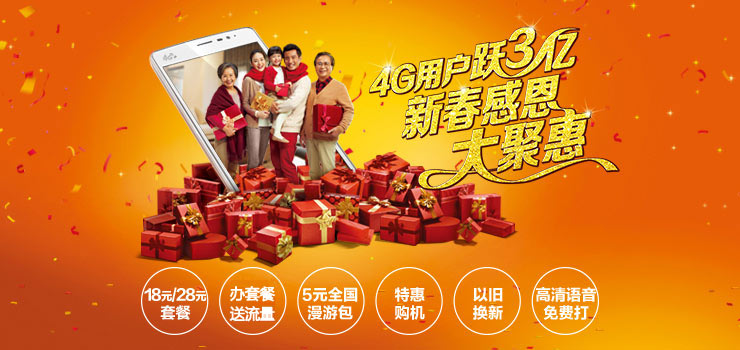 4G用户跃3亿
新春感恩
大聚惠
18元/28元
套餐
办套餐
送流量
5元全国
漫游包
特惠
购机
以旧
换新
高清语音
免费打